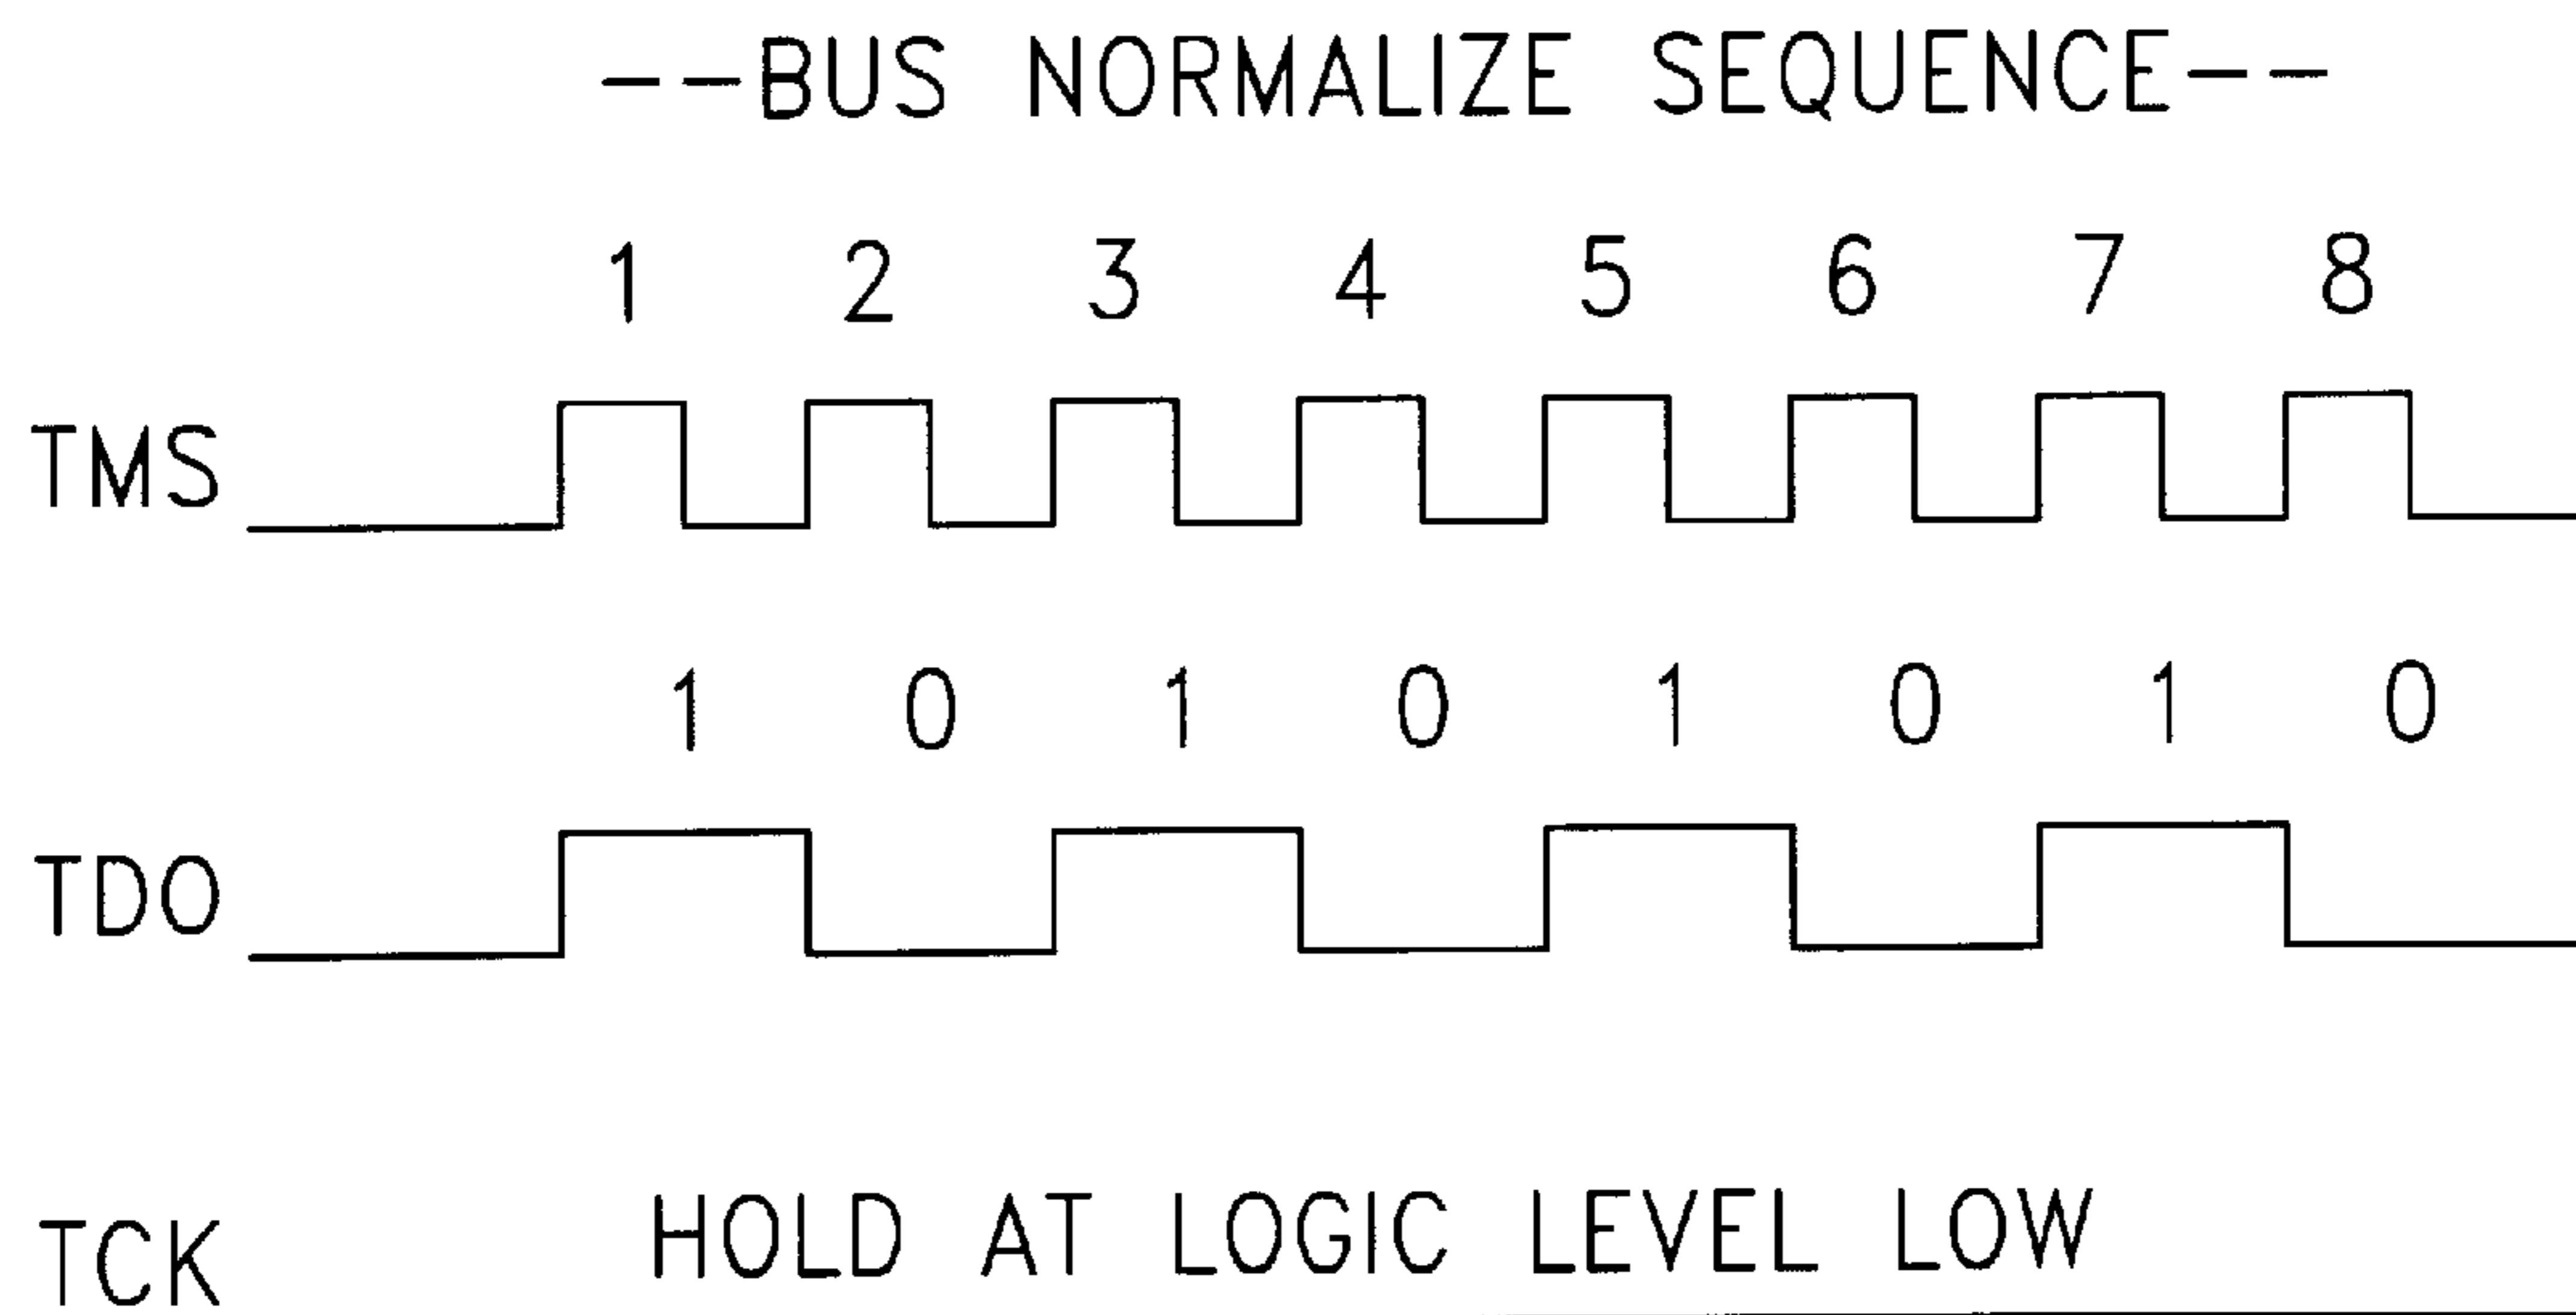 --BUS NORMALIZE SEQUENCE--
1 2 3 4 5 6 7 8
TMS
1 0 1 0 1 0 1 0
TDO
TCK HOLD AT LOGIC LEVEL LOW